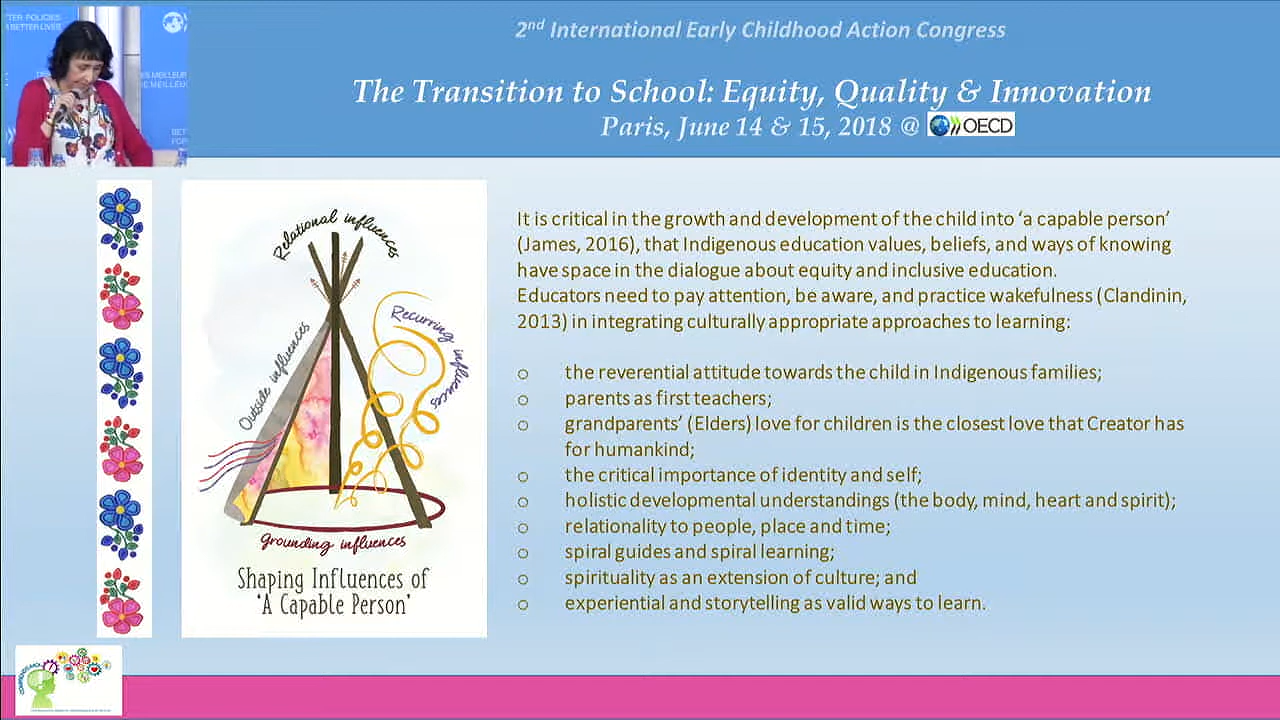 TER POLICIES
BETTER LIVES
2nd International Early Childhood Action Congress
The Transition to School: Equity, Quality & Innovation
Paris, June 14 & 15, 2018 @ OECD
Relational influences
Outside influences
Recurring influences
grounding influences
Shaping Influences of
'A Capable Person'
It is critical in the growth and development of the child into ‘a capable person’
(James, 2016), that Indigenous education values, beliefs, and ways of knowing
have space in the dialogue about equity and inclusive education.
Educators need to pay attention, be aware, and practice wakefulness (Clandinin,
2013) in integrating culturally appropriate approaches to learning:
o the reverential attitude towards the child in Indigenous families;
o parents as first teachers;
o grandparents’ (Elders) love for children is the closest love that Creator has
for humankind;
o the critical importance of identity and self;
o holistic developmental understandings (the body, mind, heart and spirit);
o relationality to people, place and time;
o spiral guides and spiral learning;
o spirituality as an extension of culture; and
o experiential and storytelling as valid ways to learn.